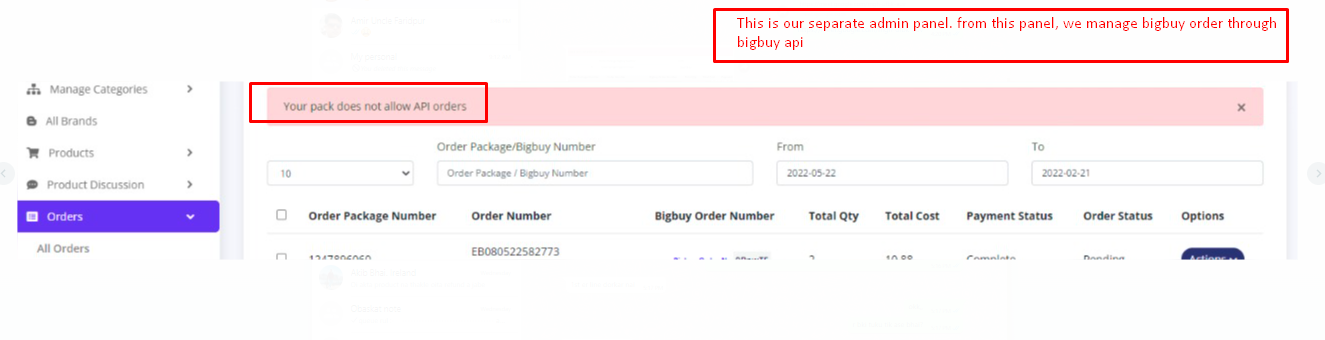 This is our separate admin panel. from this panel, we manage bigbuy order through
bigbuy api
Manage Categories
Your pack does not allow API orders
All Brands
Products
Order Package/Bigbuy Number
From
To
10
Order Package / Bigbuy Number
2022-05-22
2022-02-21
Product Discussion
Orders
Order Package Number
Order Number
Bigbuy Order Number
Total Qty
Total Cost
Payment Status
Order Status
Options
All Orders
EB080522582773
1247896060
2
10.88
Complete
Pending
Actions